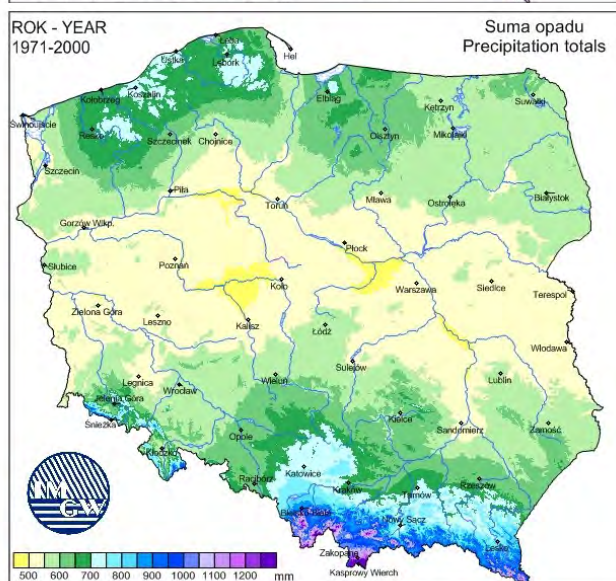 ROK - YEAR
1971-2000
Suma opadu
Precipitation totals
Łeba
Hel
Ustka
Lębork
Kołobrzeg
Koszalin
Elbląg
Kętrzyn
Suwałki
Świnoujście
Resko
Szczecinek
Chojnice
Olsztyn
Mikołajki
Szczecin
Piła
Toruń
Mława
Ostrołęka
Białystok
Gorzów Wlkp.
Płock
Słubice
Poznań
Koło
Warszawa
Siedlce
Terespol
Zielona Góra
Leszno
Kalisz
Łódź
Sulejów
Włodawa
Legnica
Wrocław
Wieluń
Lublin
Jelenia Góra
Śnieżka
Kielce
Sandomierz
Zamość
Opole
Kłodzko
Katowice
Racibórz
Kraków
Tarnów
Rzeszów
Bielsko-Biała
Nowy Sącz
Lesko
Zakopane
Kasprowy Wierch
IM
GW
500 600 700 800 900 1000 1100 1200 mm